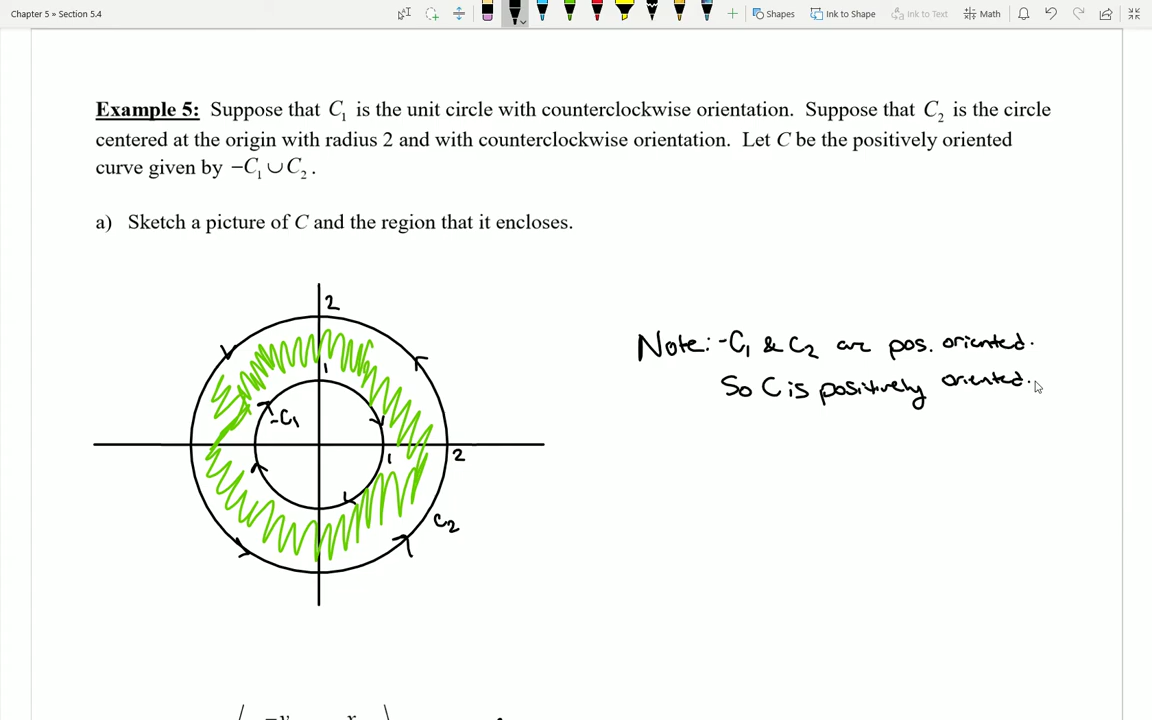 Chapter 5 » Section 5.4
Shapes
Ink to Shape
Ink to Text
Math
Example 5: Suppose that C₁ is the unit circle with counterclockwise orientation. Suppose that C₂ is the circle
centered at the origin with radius 2 and with counterclockwise orientation. Let C be the positively oriented
curve given by −C₁ ∪ C₂.
a) Sketch a picture of C and the region that it encloses.
2
1
-C₁
1
2
C₂
Note: -C₁ & C₂ are pos. oriented.
So C is positively oriented.